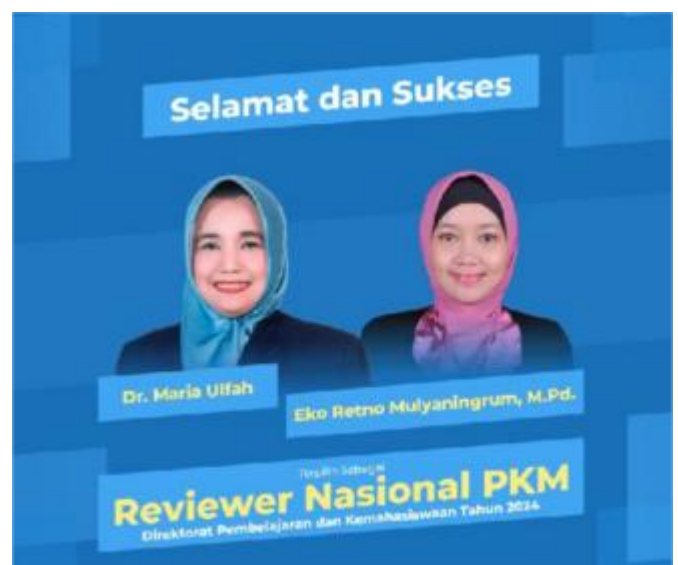 Selamat dan Sukses
Dr. Maria Ulfah
Eko Retno Mulyaningrum, M.Pd.
Terpilih Sebagai
Reviewer Nasional PKM
Direktorat Pembelajaran dan Kemahasiswaan Tahun 2024